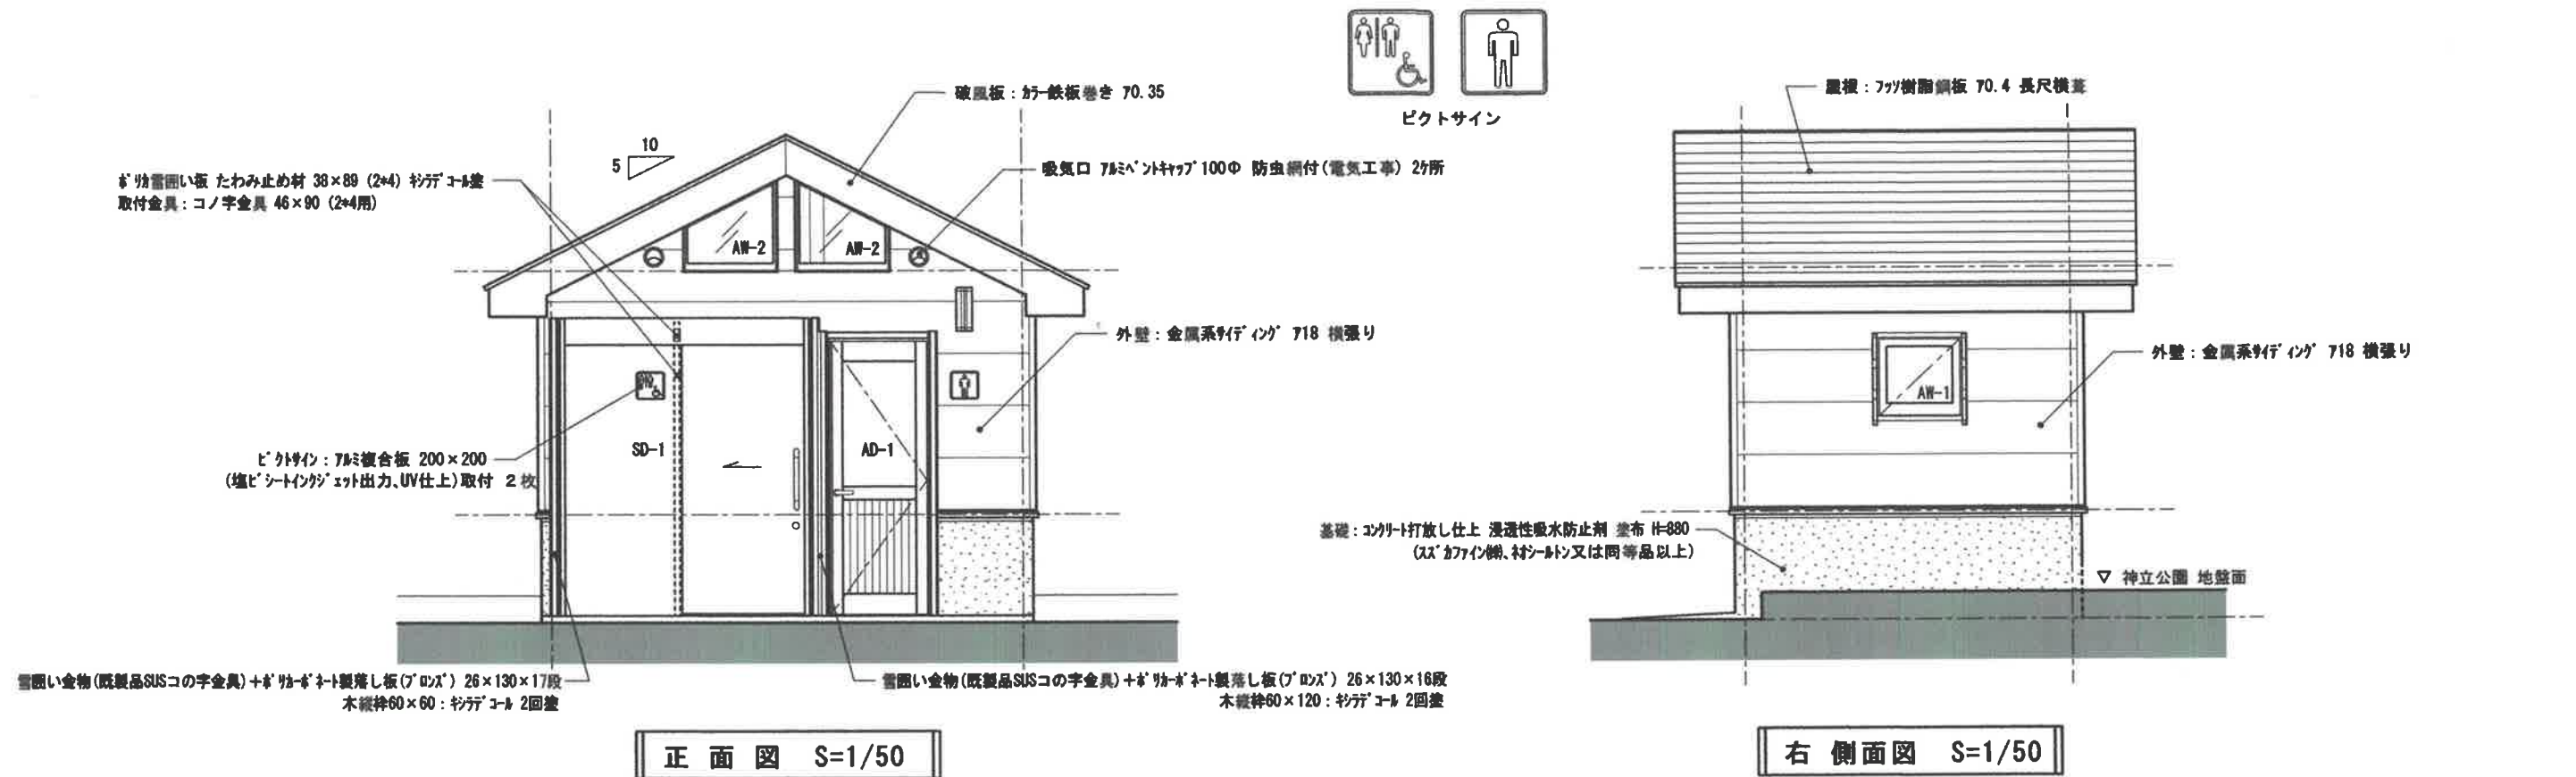 ピクトサイン
破風板：ｶﾗｰ鉄板巻き ｱ0.35
10
5
ﾎﾟﾘｶ雪囲い板 たわみ止め材 38×89 (2*4) ｷｼﾗﾃﾞｺｰﾙ塗
取付金具：コノ字金具 46×90 (2*4用)
吸気口 ｱﾙﾐﾍﾞﾝﾄｷｬｯﾌﾟ100Φ 防虫網付(電気工事) 2ｹ所
AW-2
AW-2
外壁：金属系ｻｲﾃﾞｨﾝｸﾞ ｱ18 横張り
SD-1
AD-1
ﾋﾟｸﾄｻｲﾝ：ｱﾙﾐ複合板 200×200
(塩ﾋﾞｼｰﾄｲﾝｸｼﾞｪｯﾄ出力､UV仕上)取付 2枚
雪囲い金物(既製品SUSコの字金具)＋ﾎﾟﾘｶｰﾎﾞﾈｰﾄ製落し板(ﾌﾞﾛﾝｽﾞ) 26×130×17段
木縦枠60×60：ｷｼﾗﾃﾞｺｰﾙ 2回塗
雪囲い金物(既製品SUSコの字金具)＋ﾎﾟﾘｶｰﾎﾞﾈｰﾄ製落し板(ﾌﾞﾛﾝｽﾞ) 26×130×16段
木縦枠60×120：ｷｼﾗﾃﾞｺｰﾙ 2回塗
正面図 S=1/50
屋根：ﾌｯｿ樹脂鋼板 ｱ0.4 長尺横葺
AW-1
外壁：金属系ｻｲﾃﾞｨﾝｸﾞ ｱ18 横張り
基礎：ｺﾝｸﾘｰﾄ打放し仕上 浸透性吸水防止剤 塗布 H=880
(ｽｽﾞｶﾌｧｲﾝ㈱､ﾈｵｼｰﾙﾄﾝ又は同等品以上)
▽ 神立公園 地盤面
右側面図 S=1/50